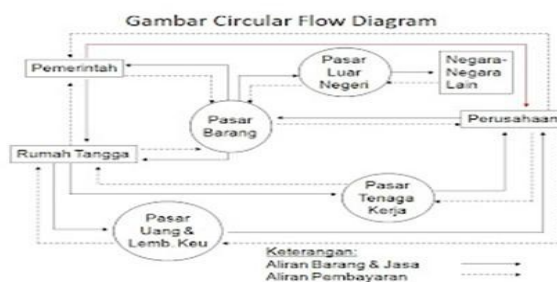 Gambar Circular Flow Diagram
Pemerintah
Pasar
Luar
Negeri
Negara-
Negara
Lain
Pasar
Barang
Perusahaan
Rumah Tangga
Pasar
Tenaga
Kerja
Pasar
Uang &
Lemb. Keu
Keterangan:
Aliran Barang & Jasa
Aliran Pembayaran